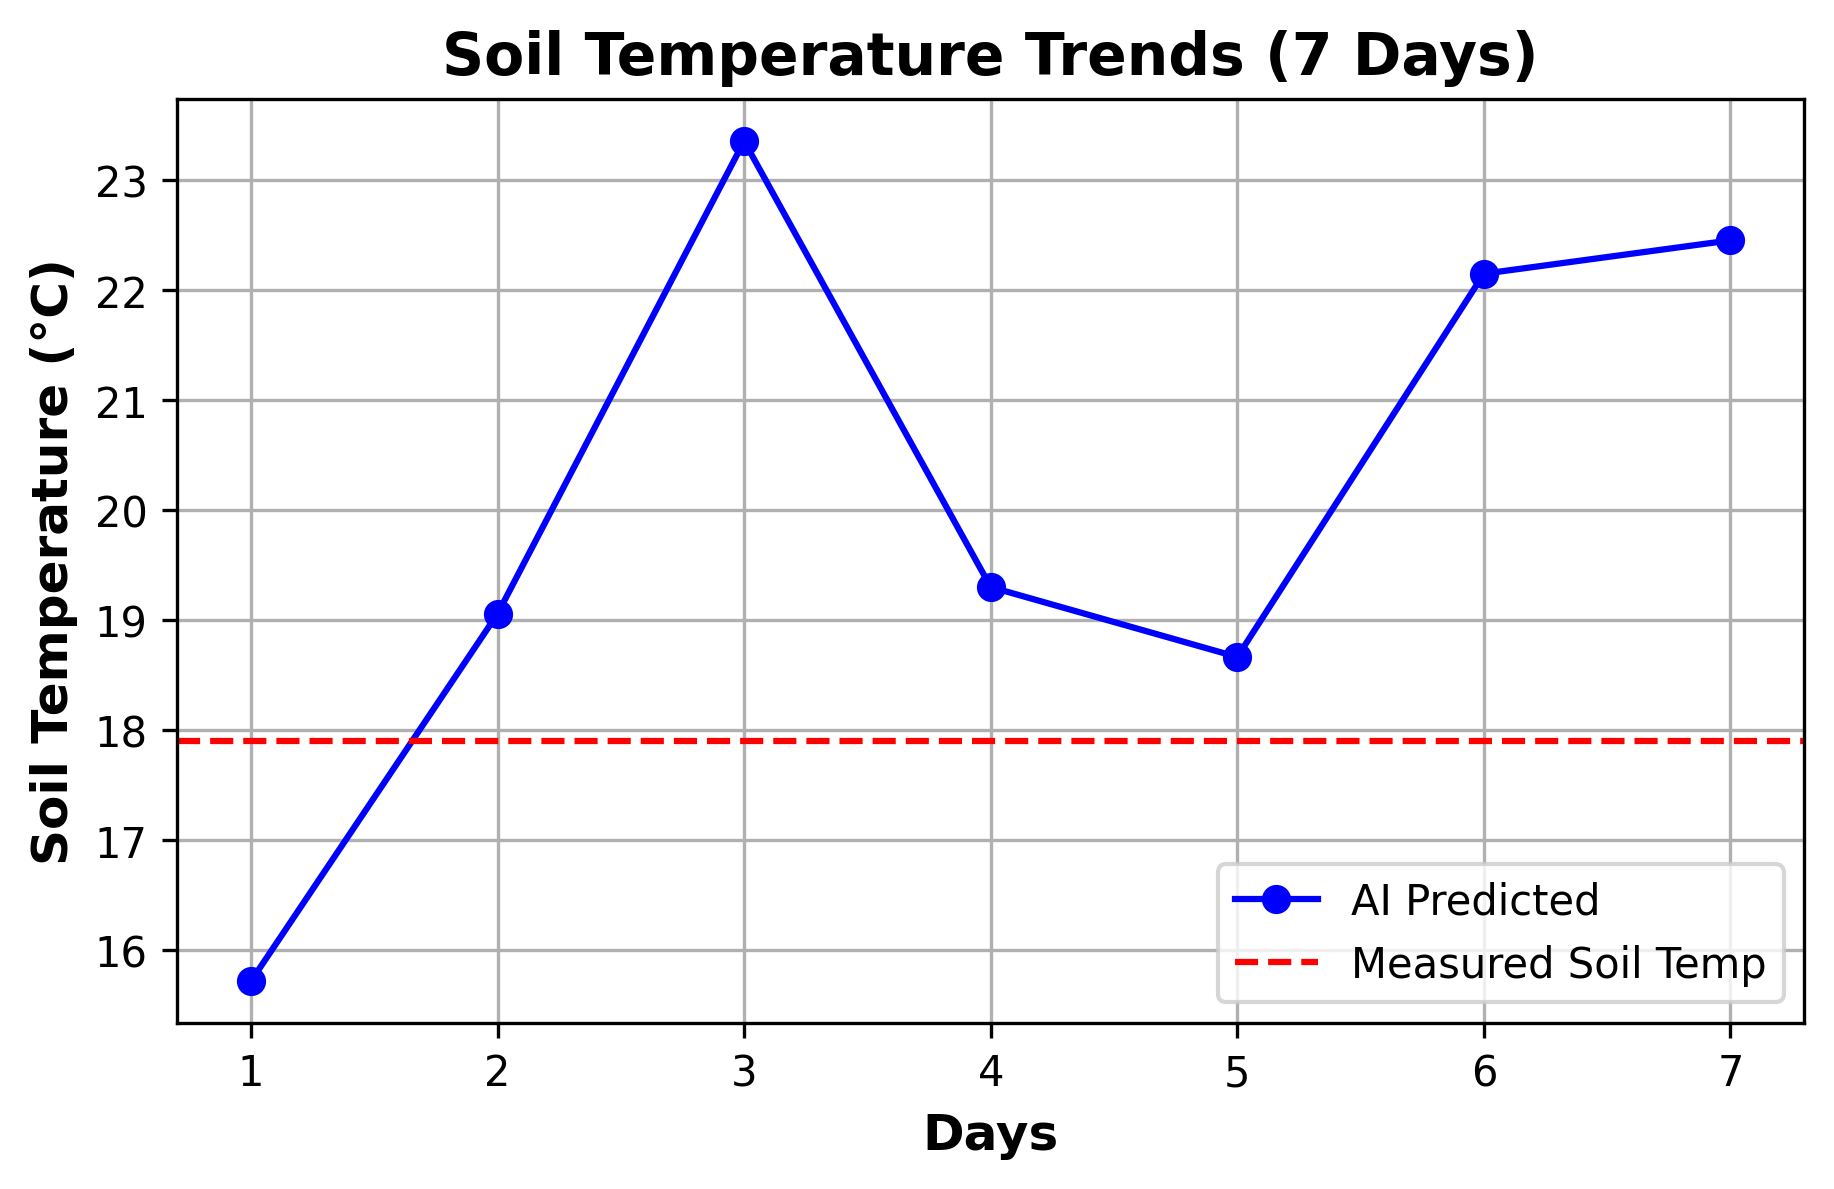 Soil Temperature Trends (7 Days)
Soil Temperature (°C)
23
22
21
20
19
18
17
16
AI Predicted
Measured Soil Temp
1 2 3 4 5 6 7
Days